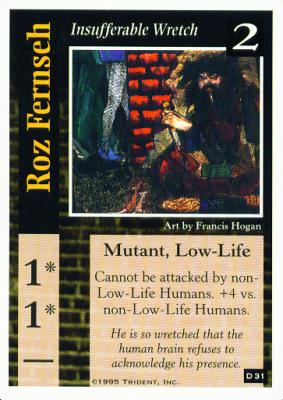 Roz Fernseh
Insufferable Wretch
2
Art by Francis Hogan
1*
1*
—
Mutant, Low-Life
Cannot be attacked by non-
Low-Life Humans. +4 vs.
non-Low-Life Humans.
He is so wretched that the
human brain refuses to
acknowledge his presence.
©1995 TRIDENT, INC.
D 31